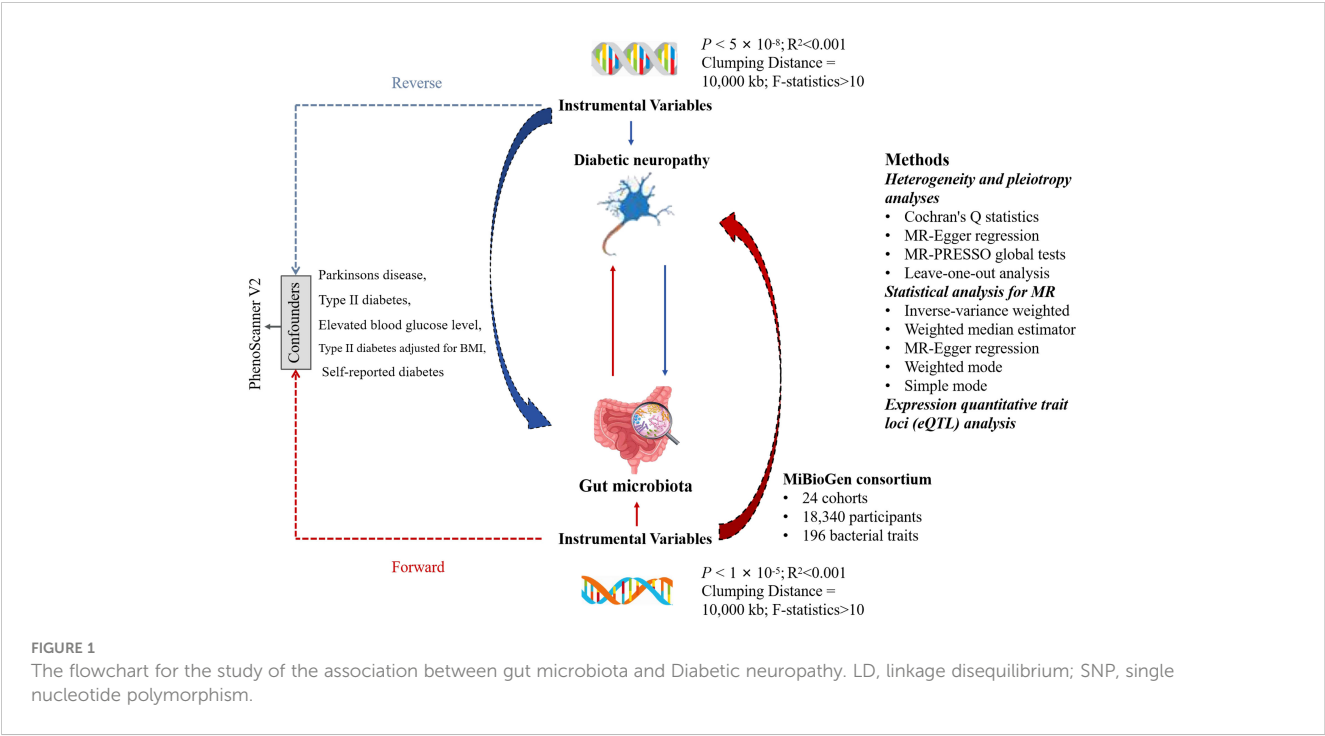 P < 5 × 10-8; R2<0.001
Clumping Distance =
10,000 kb; F-statistics>10
Reverse
Instrumental Variables
Diabetic neuropathy
PhenoScanner V2
Confounders
Parkinsons disease,
Type II diabetes,
Elevated blood glucose level,
Type II diabetes adjusted for BMI,
Self-reported diabetes
Methods
Heterogeneity and pleiotropy
analyses
• Cochran's Q statistics
• MR-Egger regression
• MR-PRESSO global tests
• Leave-one-out analysis
Statistical analysis for MR
• Inverse-variance weighted
• Weighted median estimator
• MR-Egger regression
• Weighted mode
• Simple mode
Expression quantitative trait
loci (eQTL) analysis
Gut microbiota
MiBioGen consortium
• 24 cohorts
• 18,340 participants
• 196 bacterial traits
Instrumental Variables
Forward
P < 1 × 10-5; R2<0.001
Clumping Distance =
10,000 kb; F-statistics>10
FIGURE 1
The flowchart for the study of the association between gut microbiota and Diabetic neuropathy. LD, linkage disequilibrium; SNP, single
nucleotide polymorphism.